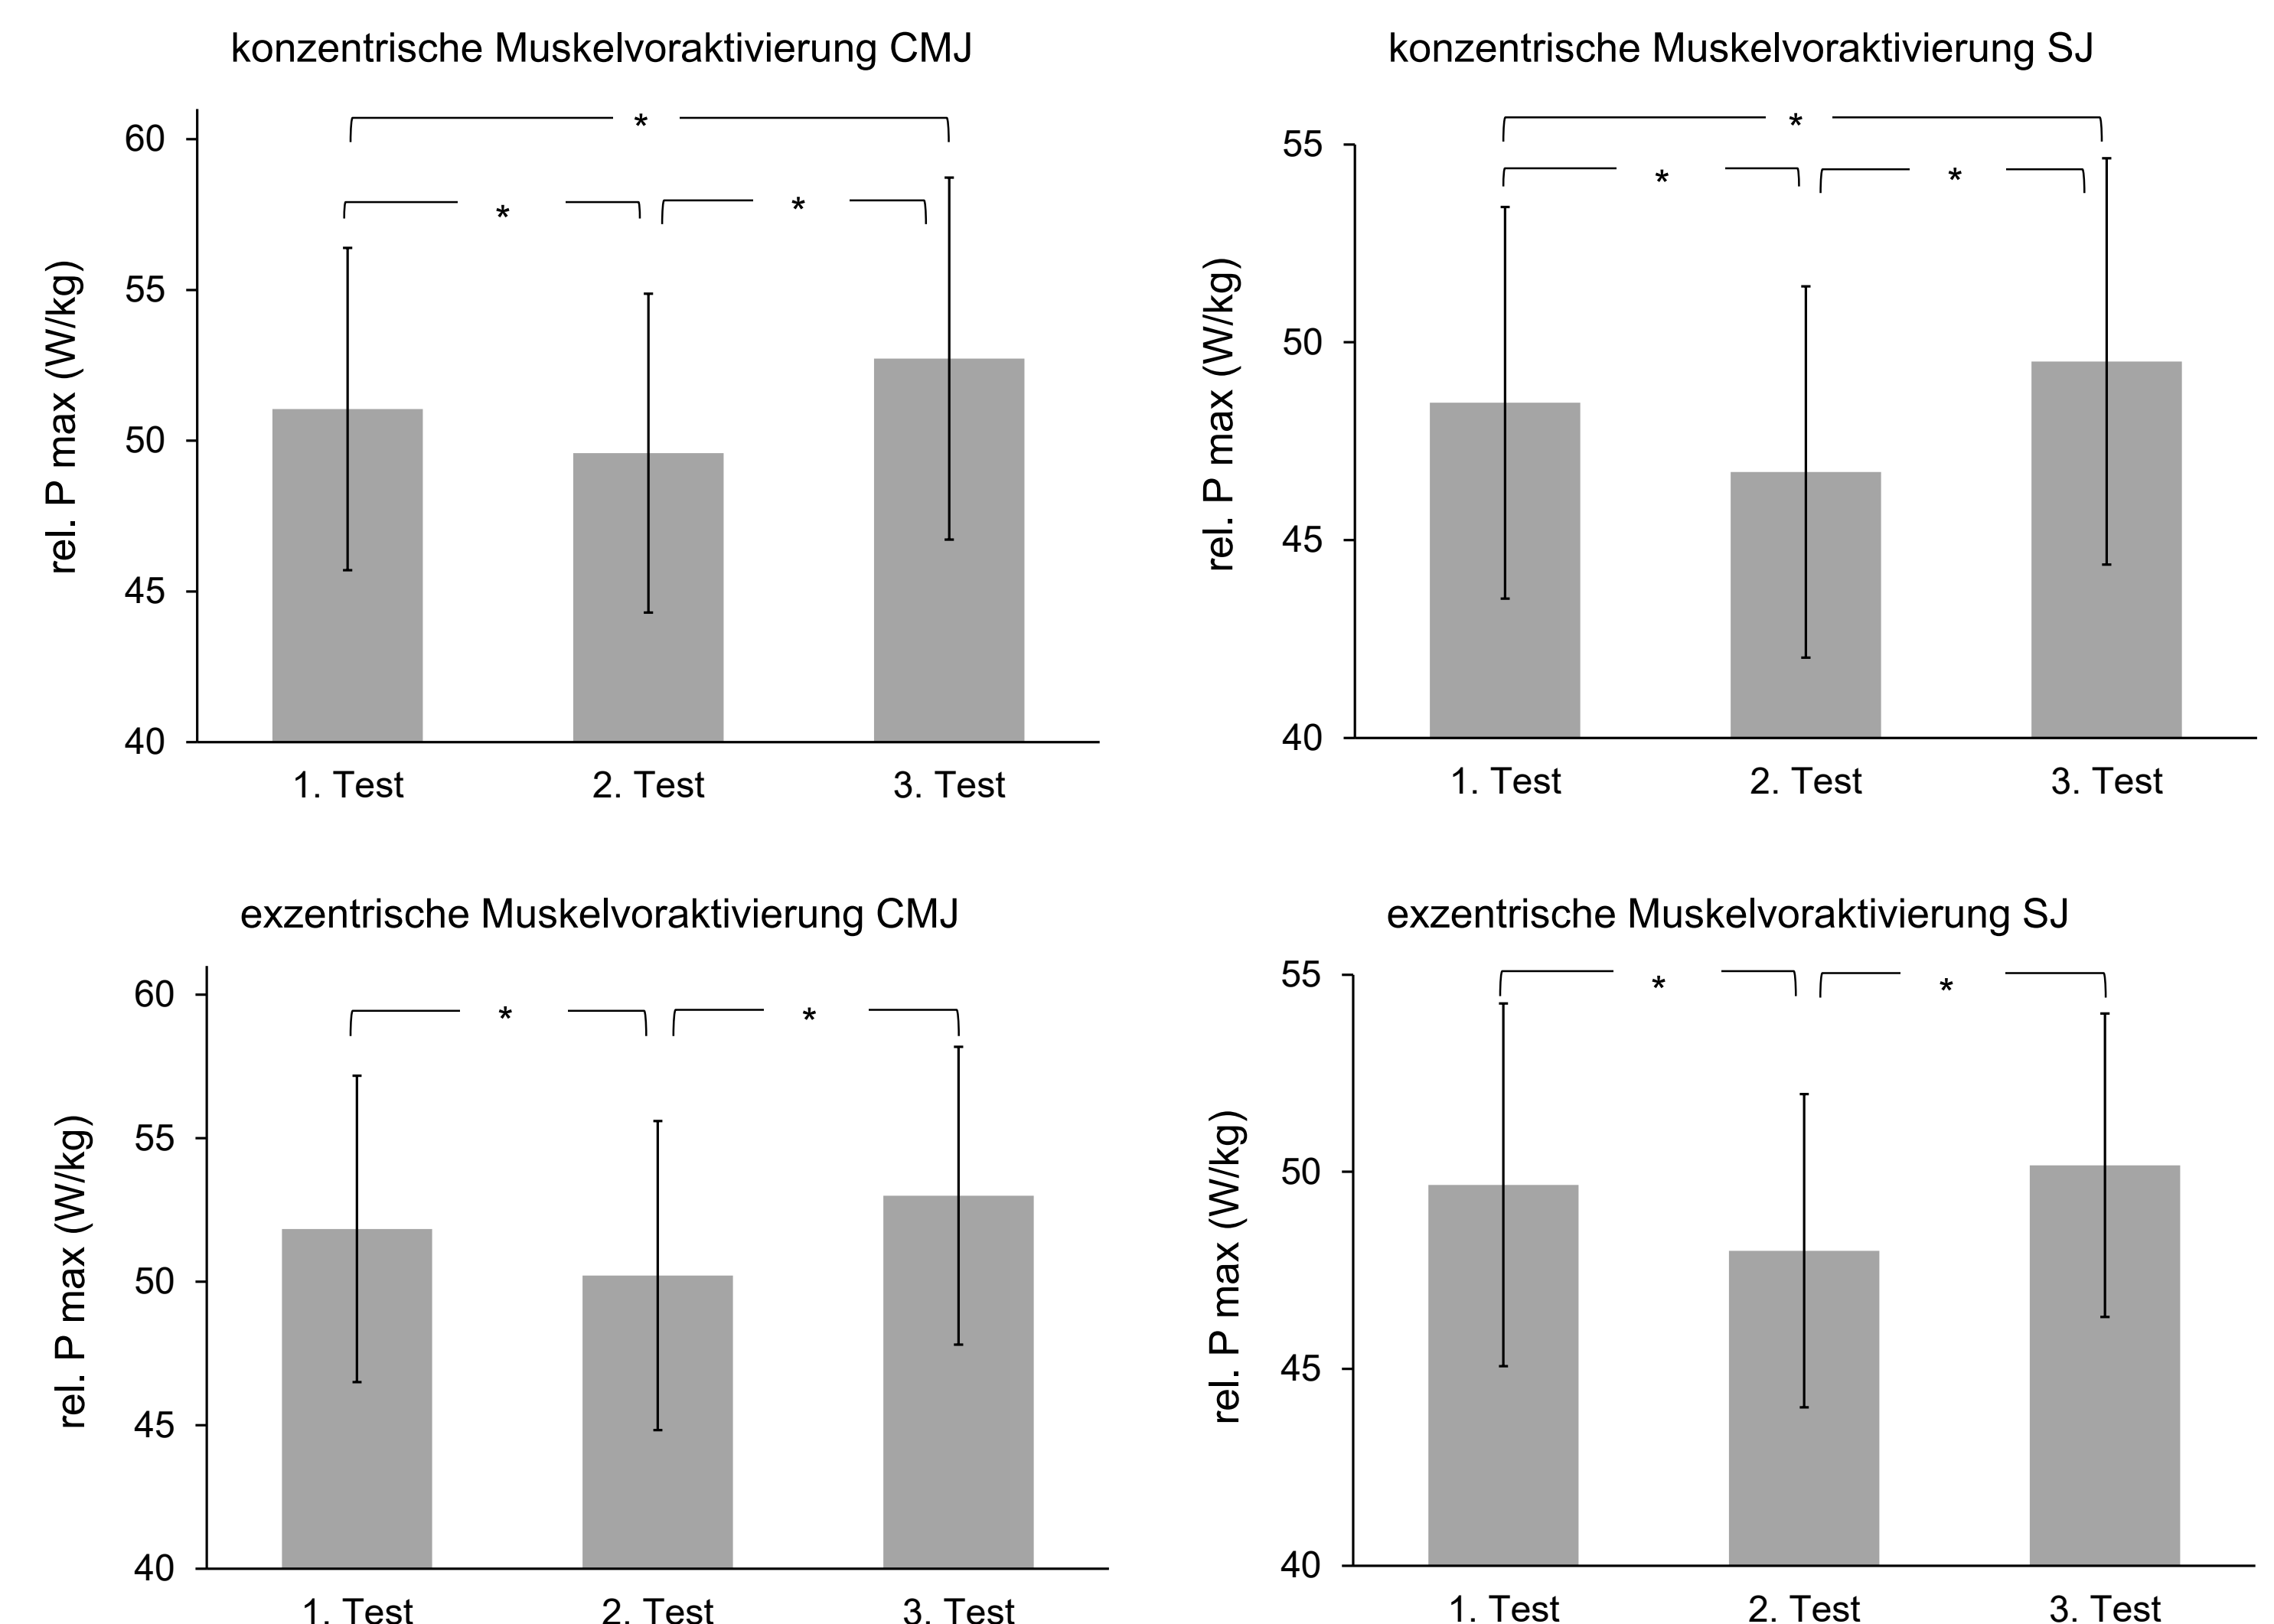 konzentrische Muskelvoraktivierung CMJ
60
55
50
45
40
rel. P max (W/kg)
*
*
*
1. Test
2. Test
3. Test
konzentrische Muskelvoraktivierung SJ
55
50
45
40
rel. P max (W/kg)
*
*
*
1. Test
2. Test
3. Test
exzentrische Muskelvoraktivierung CMJ
60
55
50
45
40
rel. P max (W/kg)
*
*
1. Test
2. Test
3. Test
exzentrische Muskelvoraktivierung SJ
55
50
45
40
rel. P max (W/kg)
*
*
1. Test
2. Test
3. Test